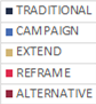 TRADITIONAL
CAMPAIGN
EXTEND
REFRAME
ALTERNATIVE